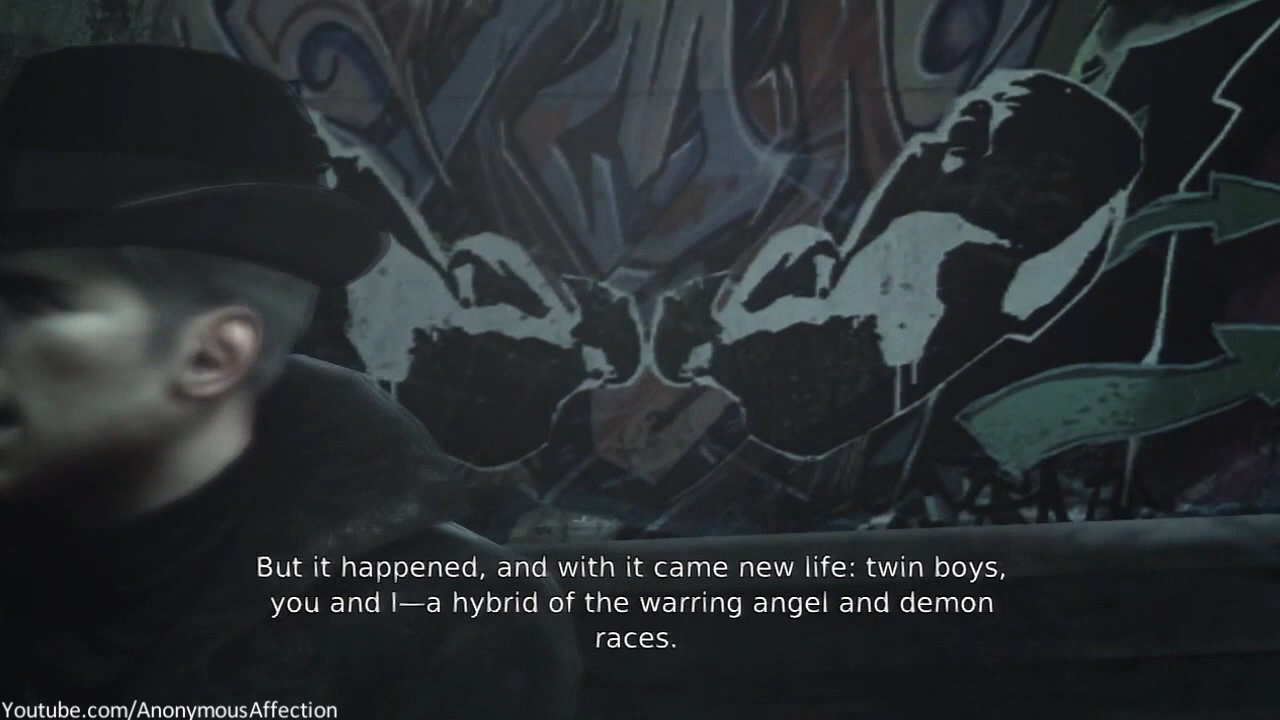 But it happened, and with it came new life: twin boys,
you and I—a hybrid of the warring angel and demon
races.
Youtube.com/AnonymousAffection